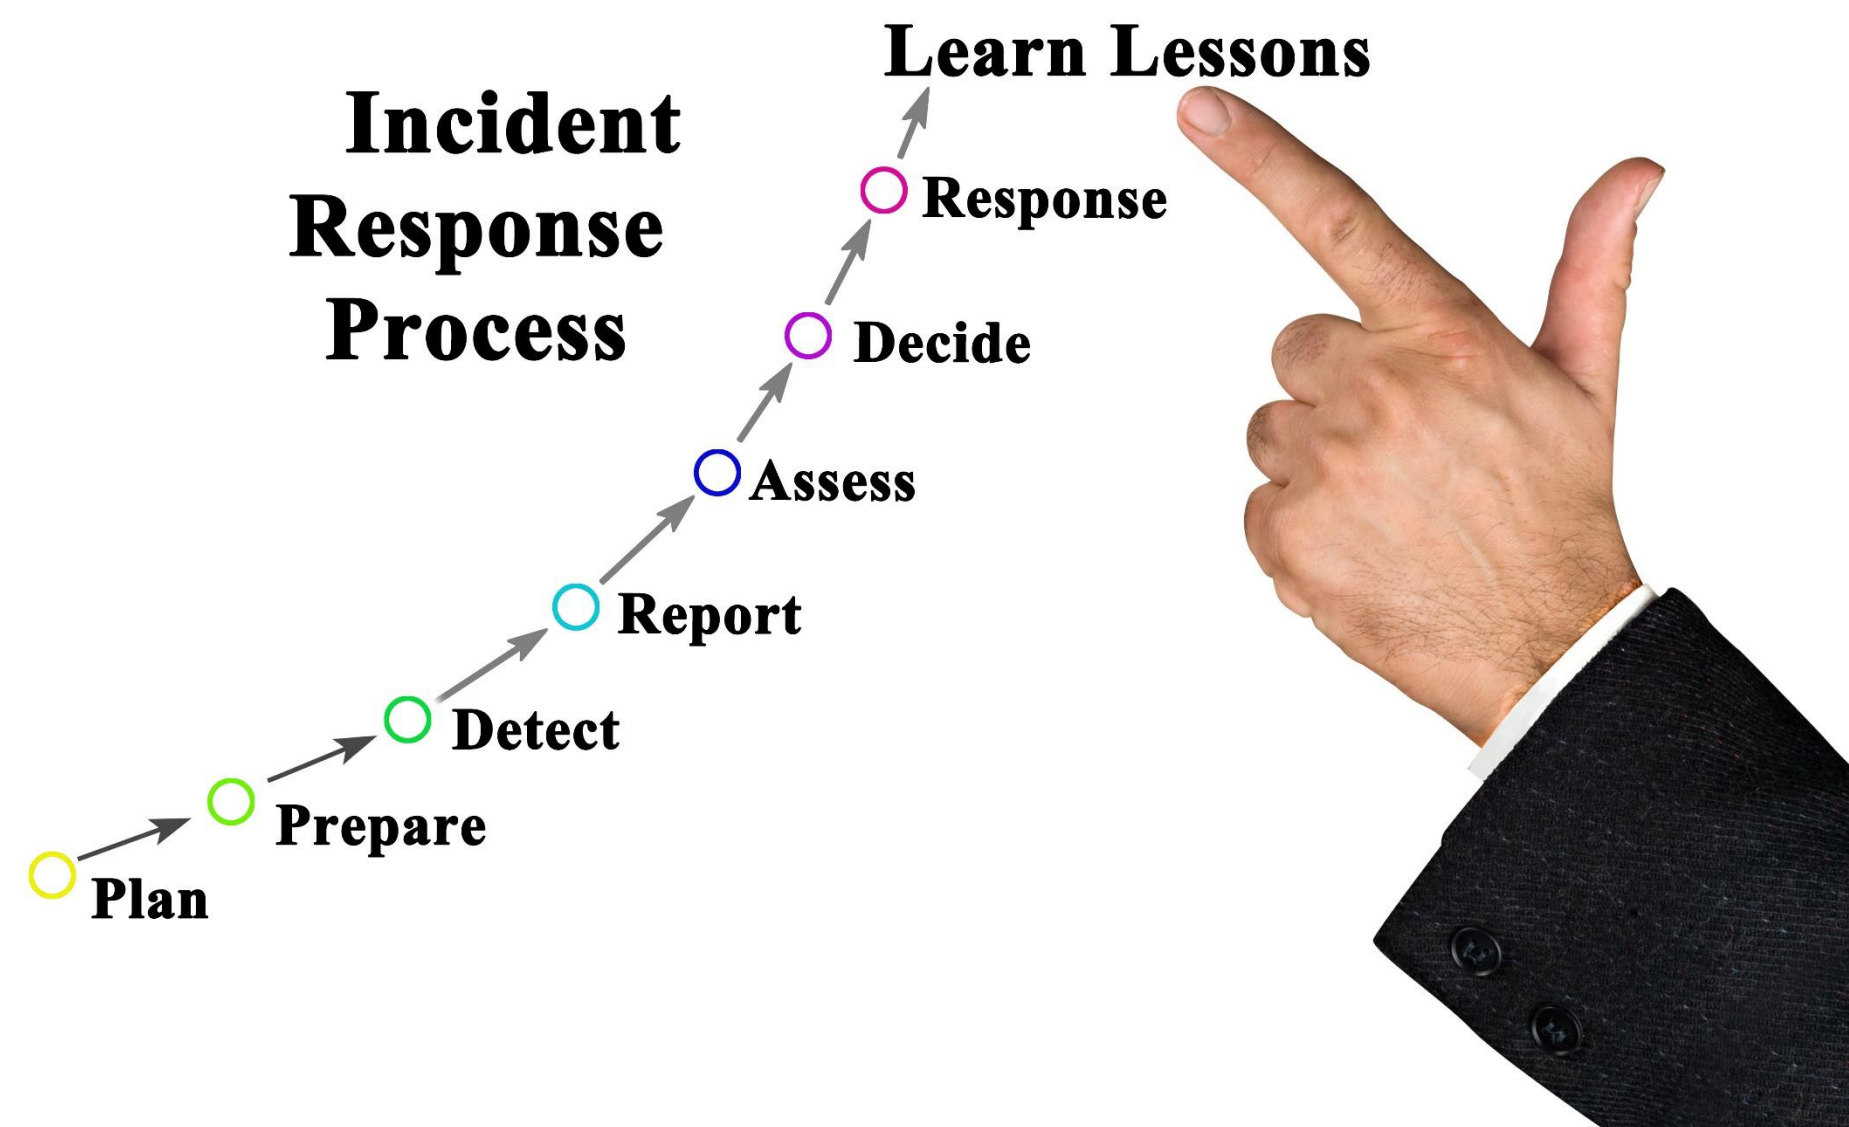 Incident
Response
Process
Learn Lessons
Response
Decide
Assess
Report
Detect
Prepare
Plan